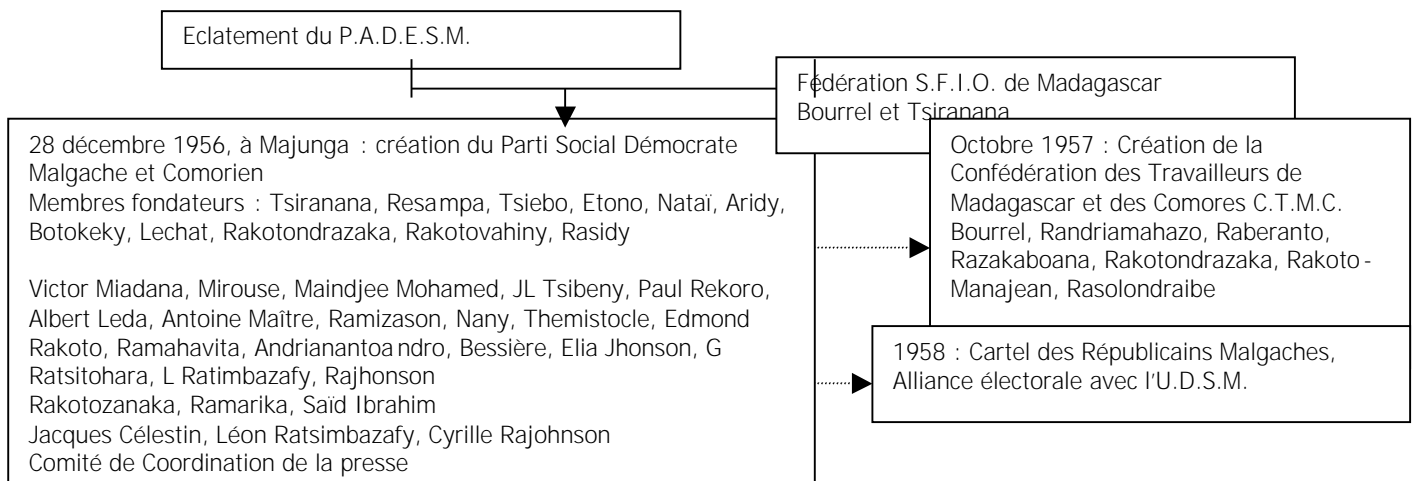 Eclatement du P.A.D.E.S.M.
Fédération S.F.I.O. de Madagascar
Bourrel et Tsiranana
28 décembre 1956, à Majunga : création du Parti Social Démocrate
Malgache et Comorien
Membres fondateurs : Tsiranana, Resampa, Tsiebo, Etono, Nataï, Aridy,
Botokeky, Lechat, Rakotondrazaka, Rakotovahiny, Rasidy
Victor Miadana, Mirouse, Maindjee Mohamed, JL Tsibeny, Paul Rekoro,
Albert Leda, Antoine Maître, Ramizason, Nany, Themistocle, Edmond
Rakoto, Ramahavita, Andrianantoandro, Bessière, Elia Jhonson, G
Ratsitohara, L Ratimbazafy, Rajhonson
Rakotozanaka, Ramarika, Saïd Ibrahim
Jacques Célestin, Léon Ratsimbazafy, Cyrille Rajohnson
Comité de Coordination de la presse
Octobre 1957 : Création de la
Confédération des Travailleurs de
Madagascar et des Comores C.T.M.C.
Bourrel, Randriamahazo, Raberanto,
Razakaboana, Rakotondrazaka, Rakoto-
Manajean, Rasolondraibe
1958 : Cartel des Républicains Malgaches,
Alliance électorale avec l'U.D.S.M.